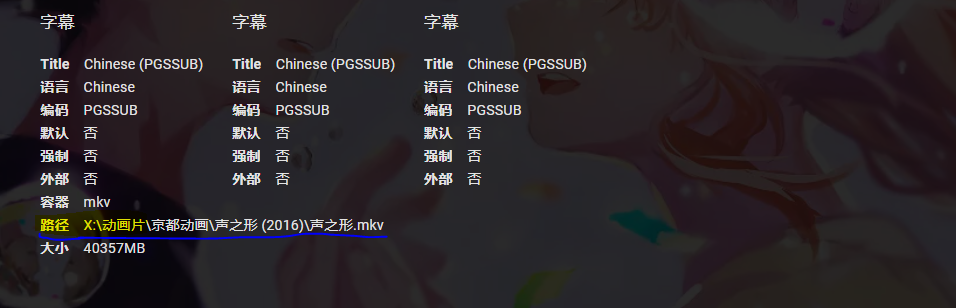 字幕 字幕 字幕
Title Chinese (PGSSUB) Title Chinese (PGSSUB) Title Chinese (PGSSUB)
语言 Chinese 语言 Chinese 语言 Chinese
编码 PGSSUB 编码 PGSSUB 编码 PGSSUB
默认 否 默认 否 默认 否
强制 否 强制 否 强制 否
外部 否 外部 否 外部 否
容器 mkv
路径 X:\动画片\京都动画\声之形 (2016)\声之形.mkv
大小 40357MB